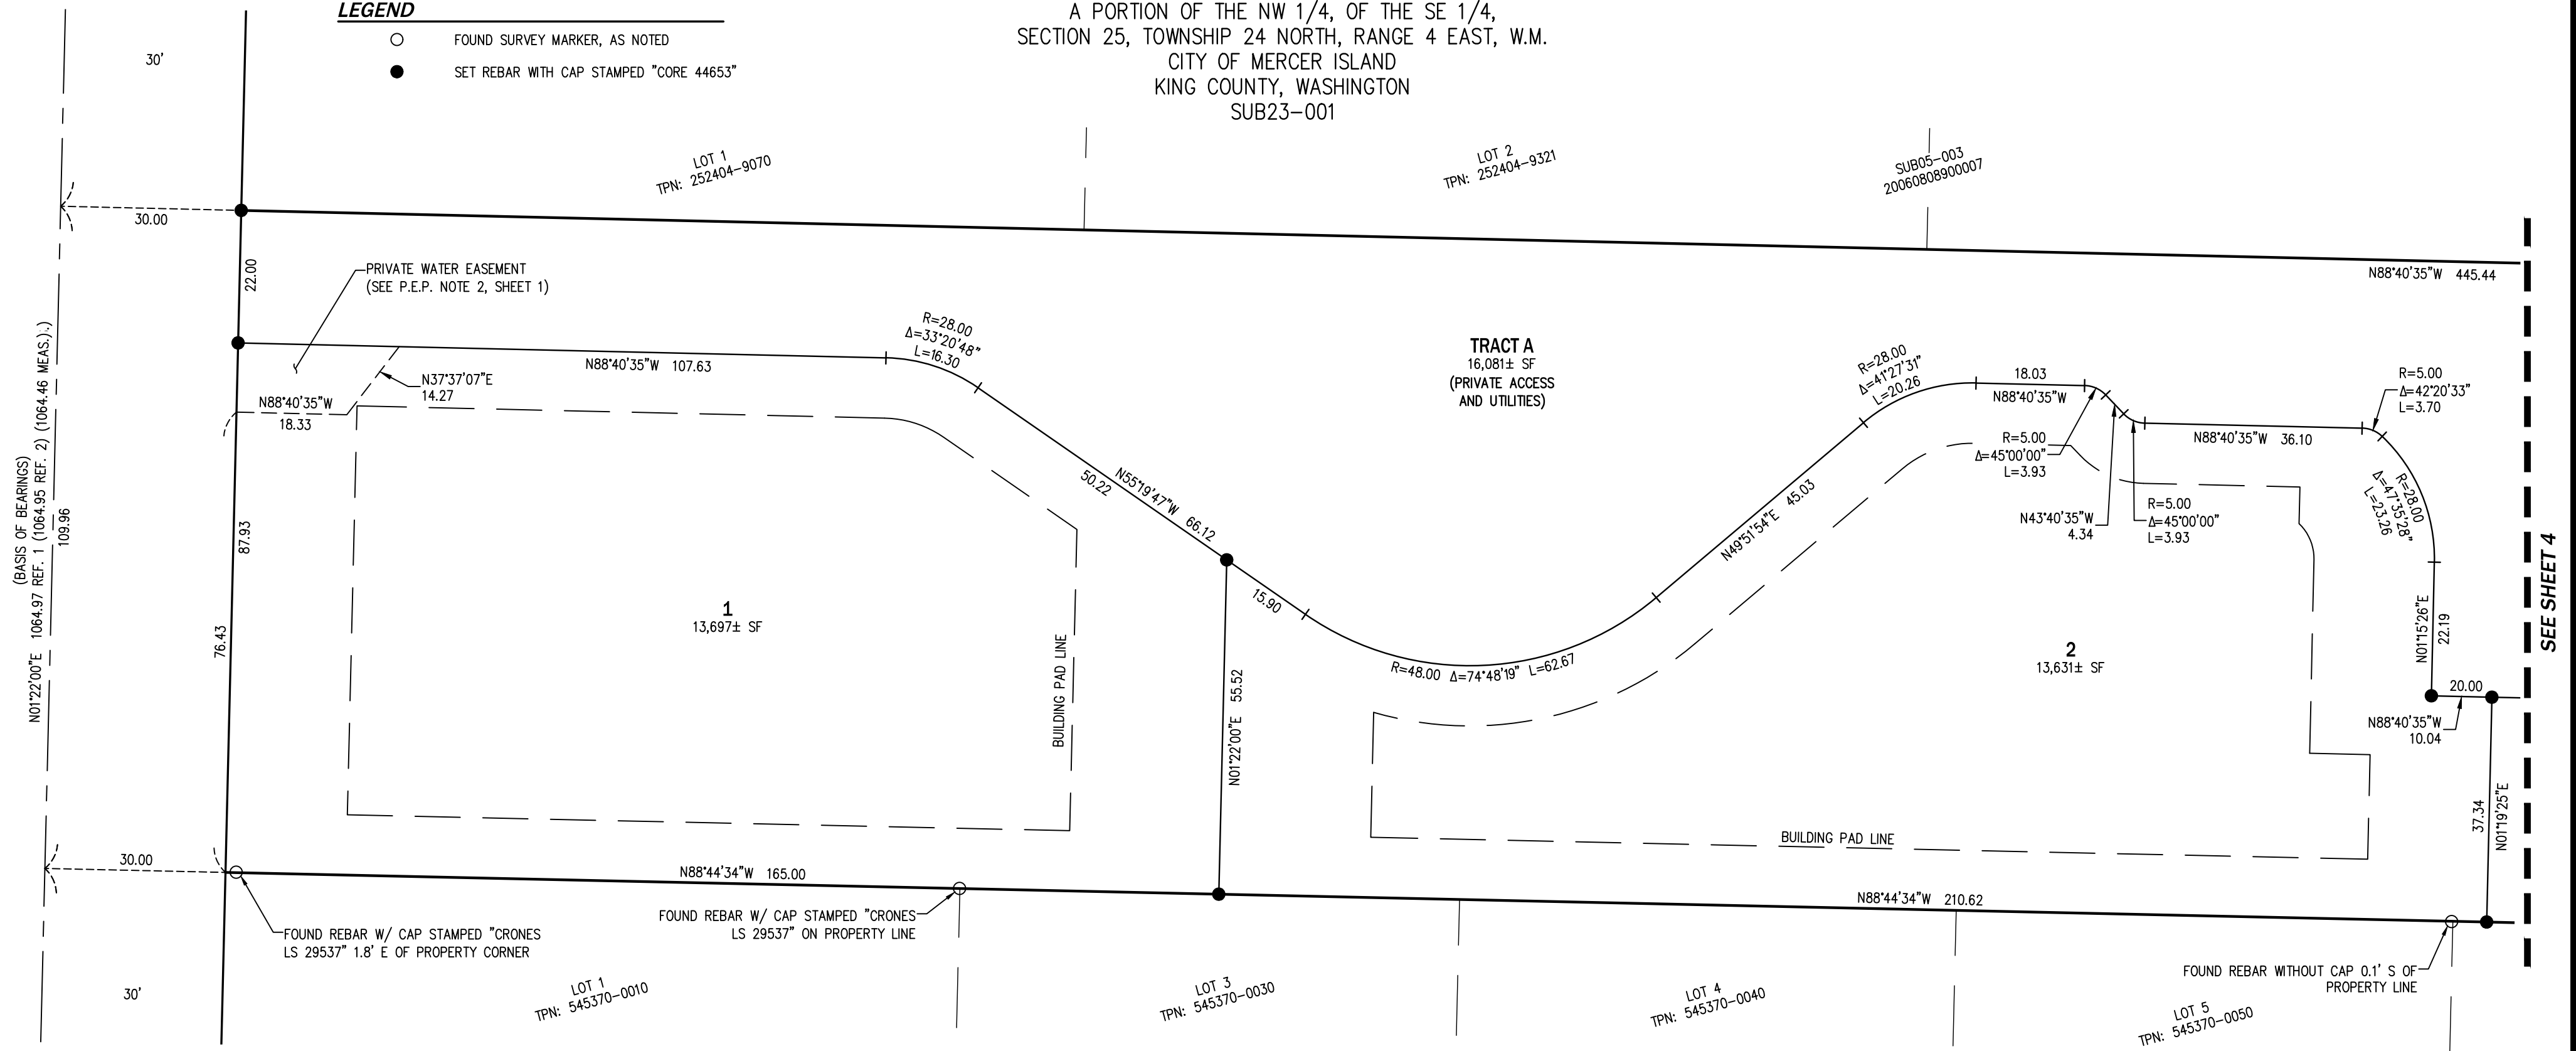 LEGEND
FOUND SURVEY MARKER, AS NOTED
SET REBAR WITH CAP STAMPED "CORE 44653"
A PORTION OF THE NW 1/4, OF THE SE 1/4,
SECTION 25, TOWNSHIP 24 NORTH, RANGE 4 EAST, W.M.
CITY OF MERCER ISLAND
KING COUNTY, WASHINGTON
SUB23-001
30'
LOT 1
TPN: 252404-9070
LOT 2
TPN: 252404-9321
SUB05-003
20060808900007
30.00
22.00
N88°40'35"W 445.44
PRIVATE WATER EASEMENT
(SEE P.E.P. NOTE 2, SHEET 1)
N88°40'35"W 107.63
R=28.00
Δ=33°20'48"
L=16.30
N37°37'07"E
14.27
N88°40'35"W
18.33
TRACT A
16,081± SF
(PRIVATE ACCESS
AND UTILITIES)
R=28.00
Δ=41°27'31"
L=20.26
18.03
N88°40'35"W
R=5.00
Δ=42°20'33"
L=3.70
R=5.00
Δ=45°00'00"
L=3.93
N88°40'35"W 36.10
R=28.00
Δ=47°35'28"
L=23.26
N43°40'35"W
4.34
R=5.00
Δ=45°00'00"
L=3.93
(BASIS OF BEARINGS)
N01°22'00"E 1064.97 REF. 1 (1064.95 REF. 2) (1064.46 MEAS.).)
109.96
87.93
76.43
N55°19'47"W 66.12
50.22
15.90
N49°51'54"E 45.03
R=48.00 Δ=74°48'19" L=62.67
1
13,697± SF
BUILDING PAD LINE
N01°22'00"E 55.52
2
13,631± SF
N01°15'26"E
22.19
20.00
N88°40'35"W
10.04
37.34
N01°19'25"E
SEE SHEET 4
BUILDING PAD LINE
30.00
N88°44'34"W 165.00
N88°44'34"W 210.62
FOUND REBAR W/ CAP STAMPED "CRONES
LS 29537" 1.8' E OF PROPERTY CORNER
FOUND REBAR W/ CAP STAMPED "CRONES
LS 29537" ON PROPERTY LINE
FOUND REBAR WITHOUT CAP 0.1' S OF
PROPERTY LINE
30'
LOT 1
TPN: 545370-0010
LOT 3
TPN: 545370-0030
LOT 4
TPN: 545370-0040
LOT 5
TPN: 545370-0050